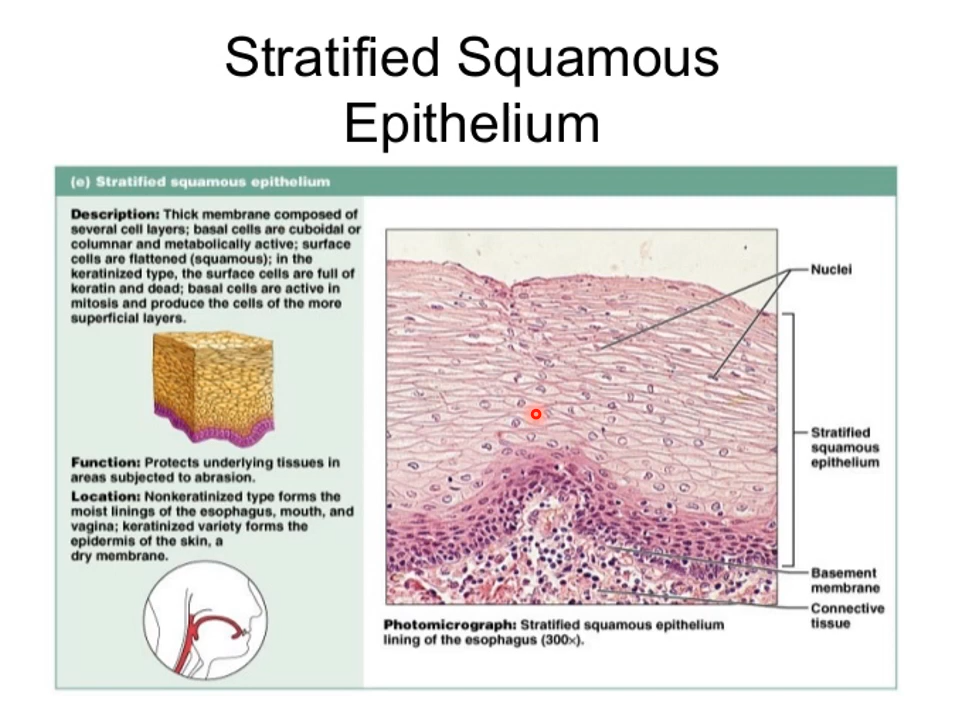 Stratified Squamous
Epithelium
(e) Stratified squamous epithelium
Description: Thick membrane composed of
several cell layers; basal cells are cuboidal or
columnar and metabolically active; surface
cells are flattened (squamous); in the
keratinized type, the surface cells are full of
keratin and dead; basal cells are active in
mitosis and produce the cells of the more
superficial layers.
Function: Protects underlying tissues in
areas subjected to abrasion.
Location: Nonkeratinized type forms the
moist linings of the esophagus, mouth, and
vagina; keratinized variety forms the
epidermis of the skin, a
dry membrane.
Nuclei
Stratified
squamous
epithelium
Basement
membrane
Connective
tissue
Photomicrograph: Stratified squamous epithelium
lining of the esophagus (300×).